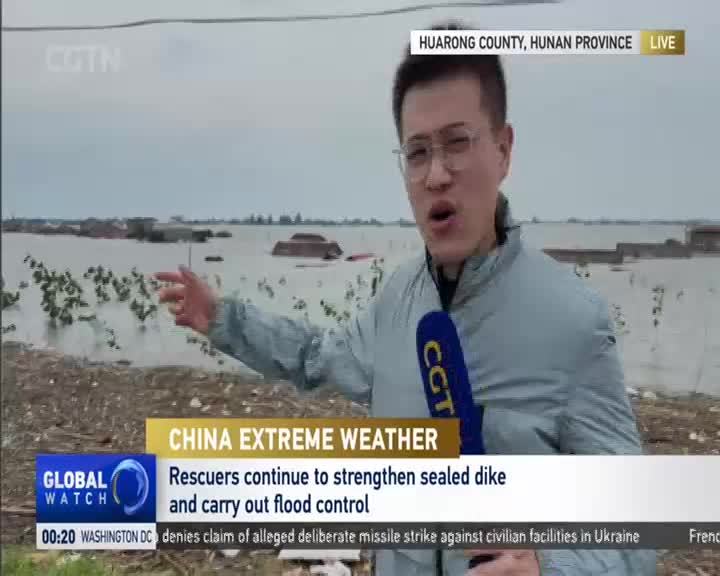 CGTN
HUARONG COUNTY, HUNAN PROVINCE LIVE
CGT
CHINA EXTREME WEATHER
GLOBAL WATCH
Rescuers continue to strengthen sealed dike
and carry out flood control
00:20 WASHINGTON DC denies claim of alleged deliberate missile strike against civilian facilities in Ukraine Frenc